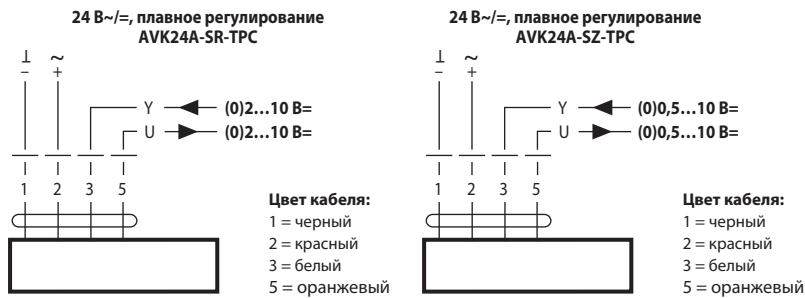 24 В~/=, плавное регулирование
AVK24A-SR-TPC
⊥ ~
– +
Y (0)2…10 В=
U (0)2…10 В=
1 2 3 5
Цвет кабеля:
1 = черный
2 = красный
3 = белый
5 = оранжевый
24 В~/=, плавное регулирование
AVK24A-SZ-TPC
⊥ ~
– +
Y (0)0,5…10 В=
U (0)0,5…10 В=
1 2 3 5
Цвет кабеля:
1 = черный
2 = красный
3 = белый
5 = оранжевый